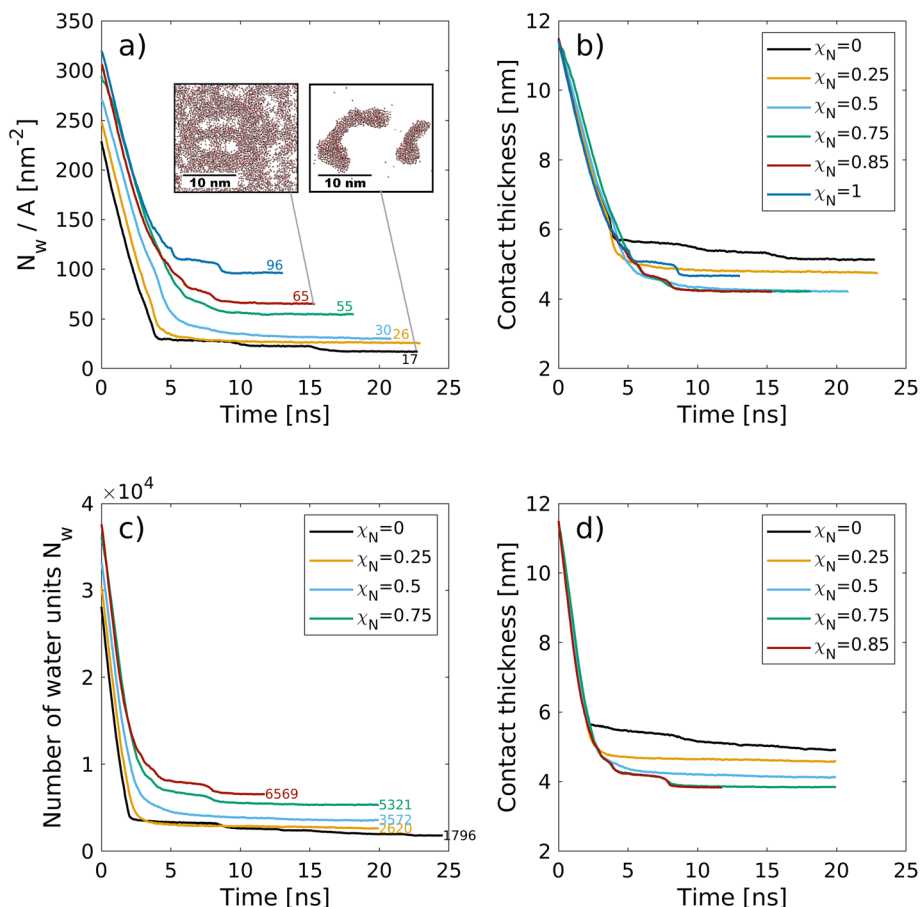 a)
N_w / A [nm^-2]
350
300
250
200
150
100
50
0
10 nm
10 nm
96
65
55
30
26
17
0 5 10 15 20 25
Time [ns]
b)
Contact thickness [nm]
12
10
8
6
4
2
χ_N=0
χ_N=0.25
χ_N=0.5
χ_N=0.75
χ_N=0.85
χ_N=1
0 5 10 15 20 25
Time [ns]
×10^4
c)
Number of water units N_w
4
3
2
1
0
χ_N=0
χ_N=0.25
χ_N=0.5
χ_N=0.75
6569
5321
3572
2620
1796
0 5 10 15 20 25
Time [ns]
d)
Contact thickness [nm]
12
10
8
6
4
2
χ_N=0
χ_N=0.25
χ_N=0.5
χ_N=0.75
χ_N=0.85
0 5 10 15 20 25
Time [ns]